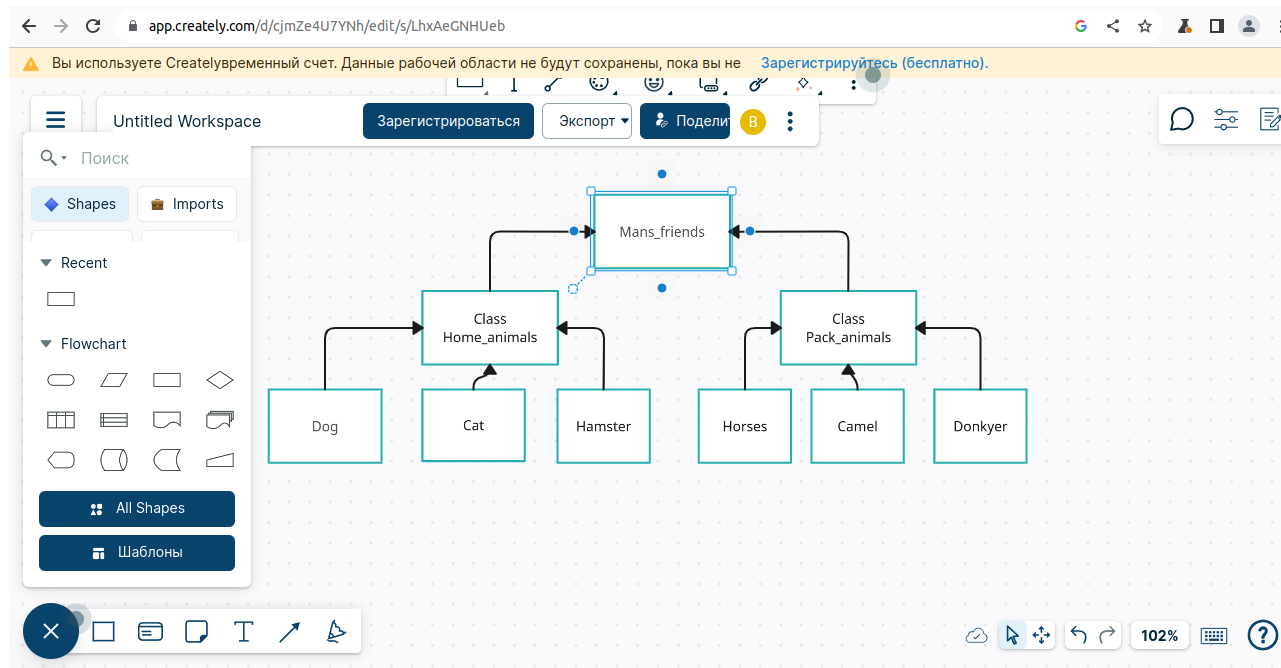 app.creately.com/d/cjmZe4U7YNh/edit/s/LhxAeGNHUeb
Вы используете Createlyвременный счет. Данные рабочей области не будут сохранены, пока вы не Зарегистрируйтесь (бесплатно).
Untitled Workspace
Зарегистрироваться
Экспорт
Поделит
B
Поиск
Shapes
Imports
Recent
Flowchart
All Shapes
Шаблоны
Mans_friends
Class
Home_animals
Class
Pack_animals
Dog
Cat
Hamster
Horses
Camel
Donkyer
T
102%
?